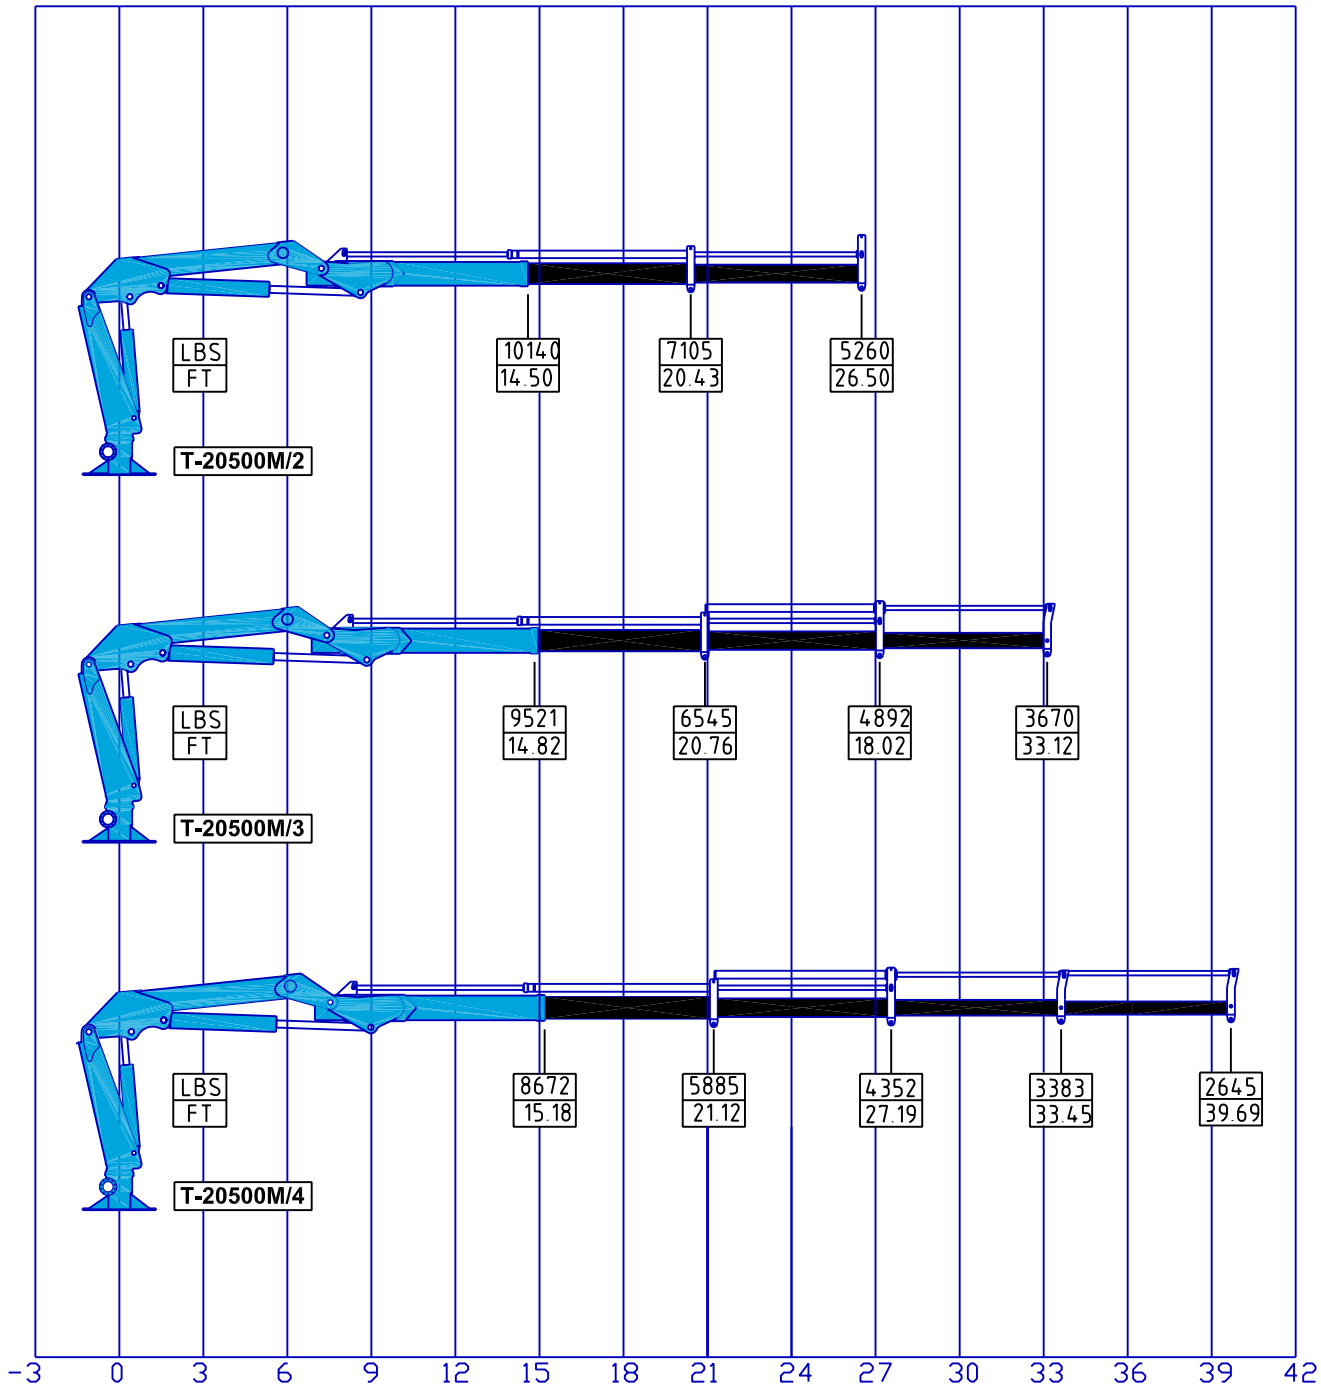 LBS 10140 7105 5260
FT 14.50 20.43 26.50
T-20500M/2
LBS 9521 6545 4892 3670
FT 14.82 20.76 18.02 33.12
T-20500M/3
LBS 8672 5885 4352 3383 2645
FT 15.18 21.12 27.19 33.45 39.69
T-20500M/4
-3 0 3 6 9 12 15 18 21 24 27 30 33 36 39 42